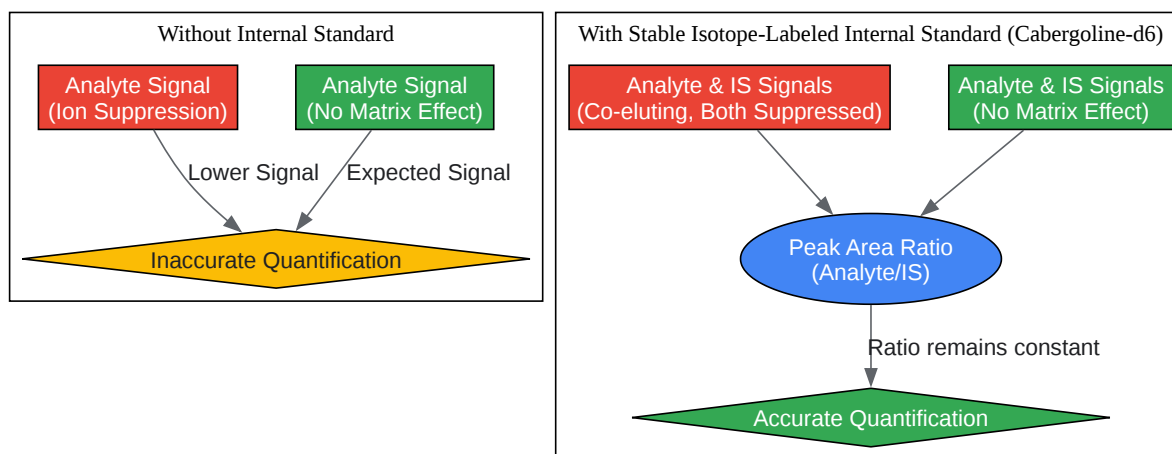 Without Internal Standard
Analyte Signal
(Ion Suppression)
Analyte Signal
(No Matrix Effect)
Lower Signal
Expected Signal
Inaccurate Quantification
With Stable Isotope-Labeled Internal Standard (Cabergoline-d6)
Analyte & IS Signals
(Co-eluting, Both Suppressed)
Analyte & IS Signals
(No Matrix Effect)
Peak Area Ratio
(Analyte/IS)
Ratio remains constant
Accurate Quantification